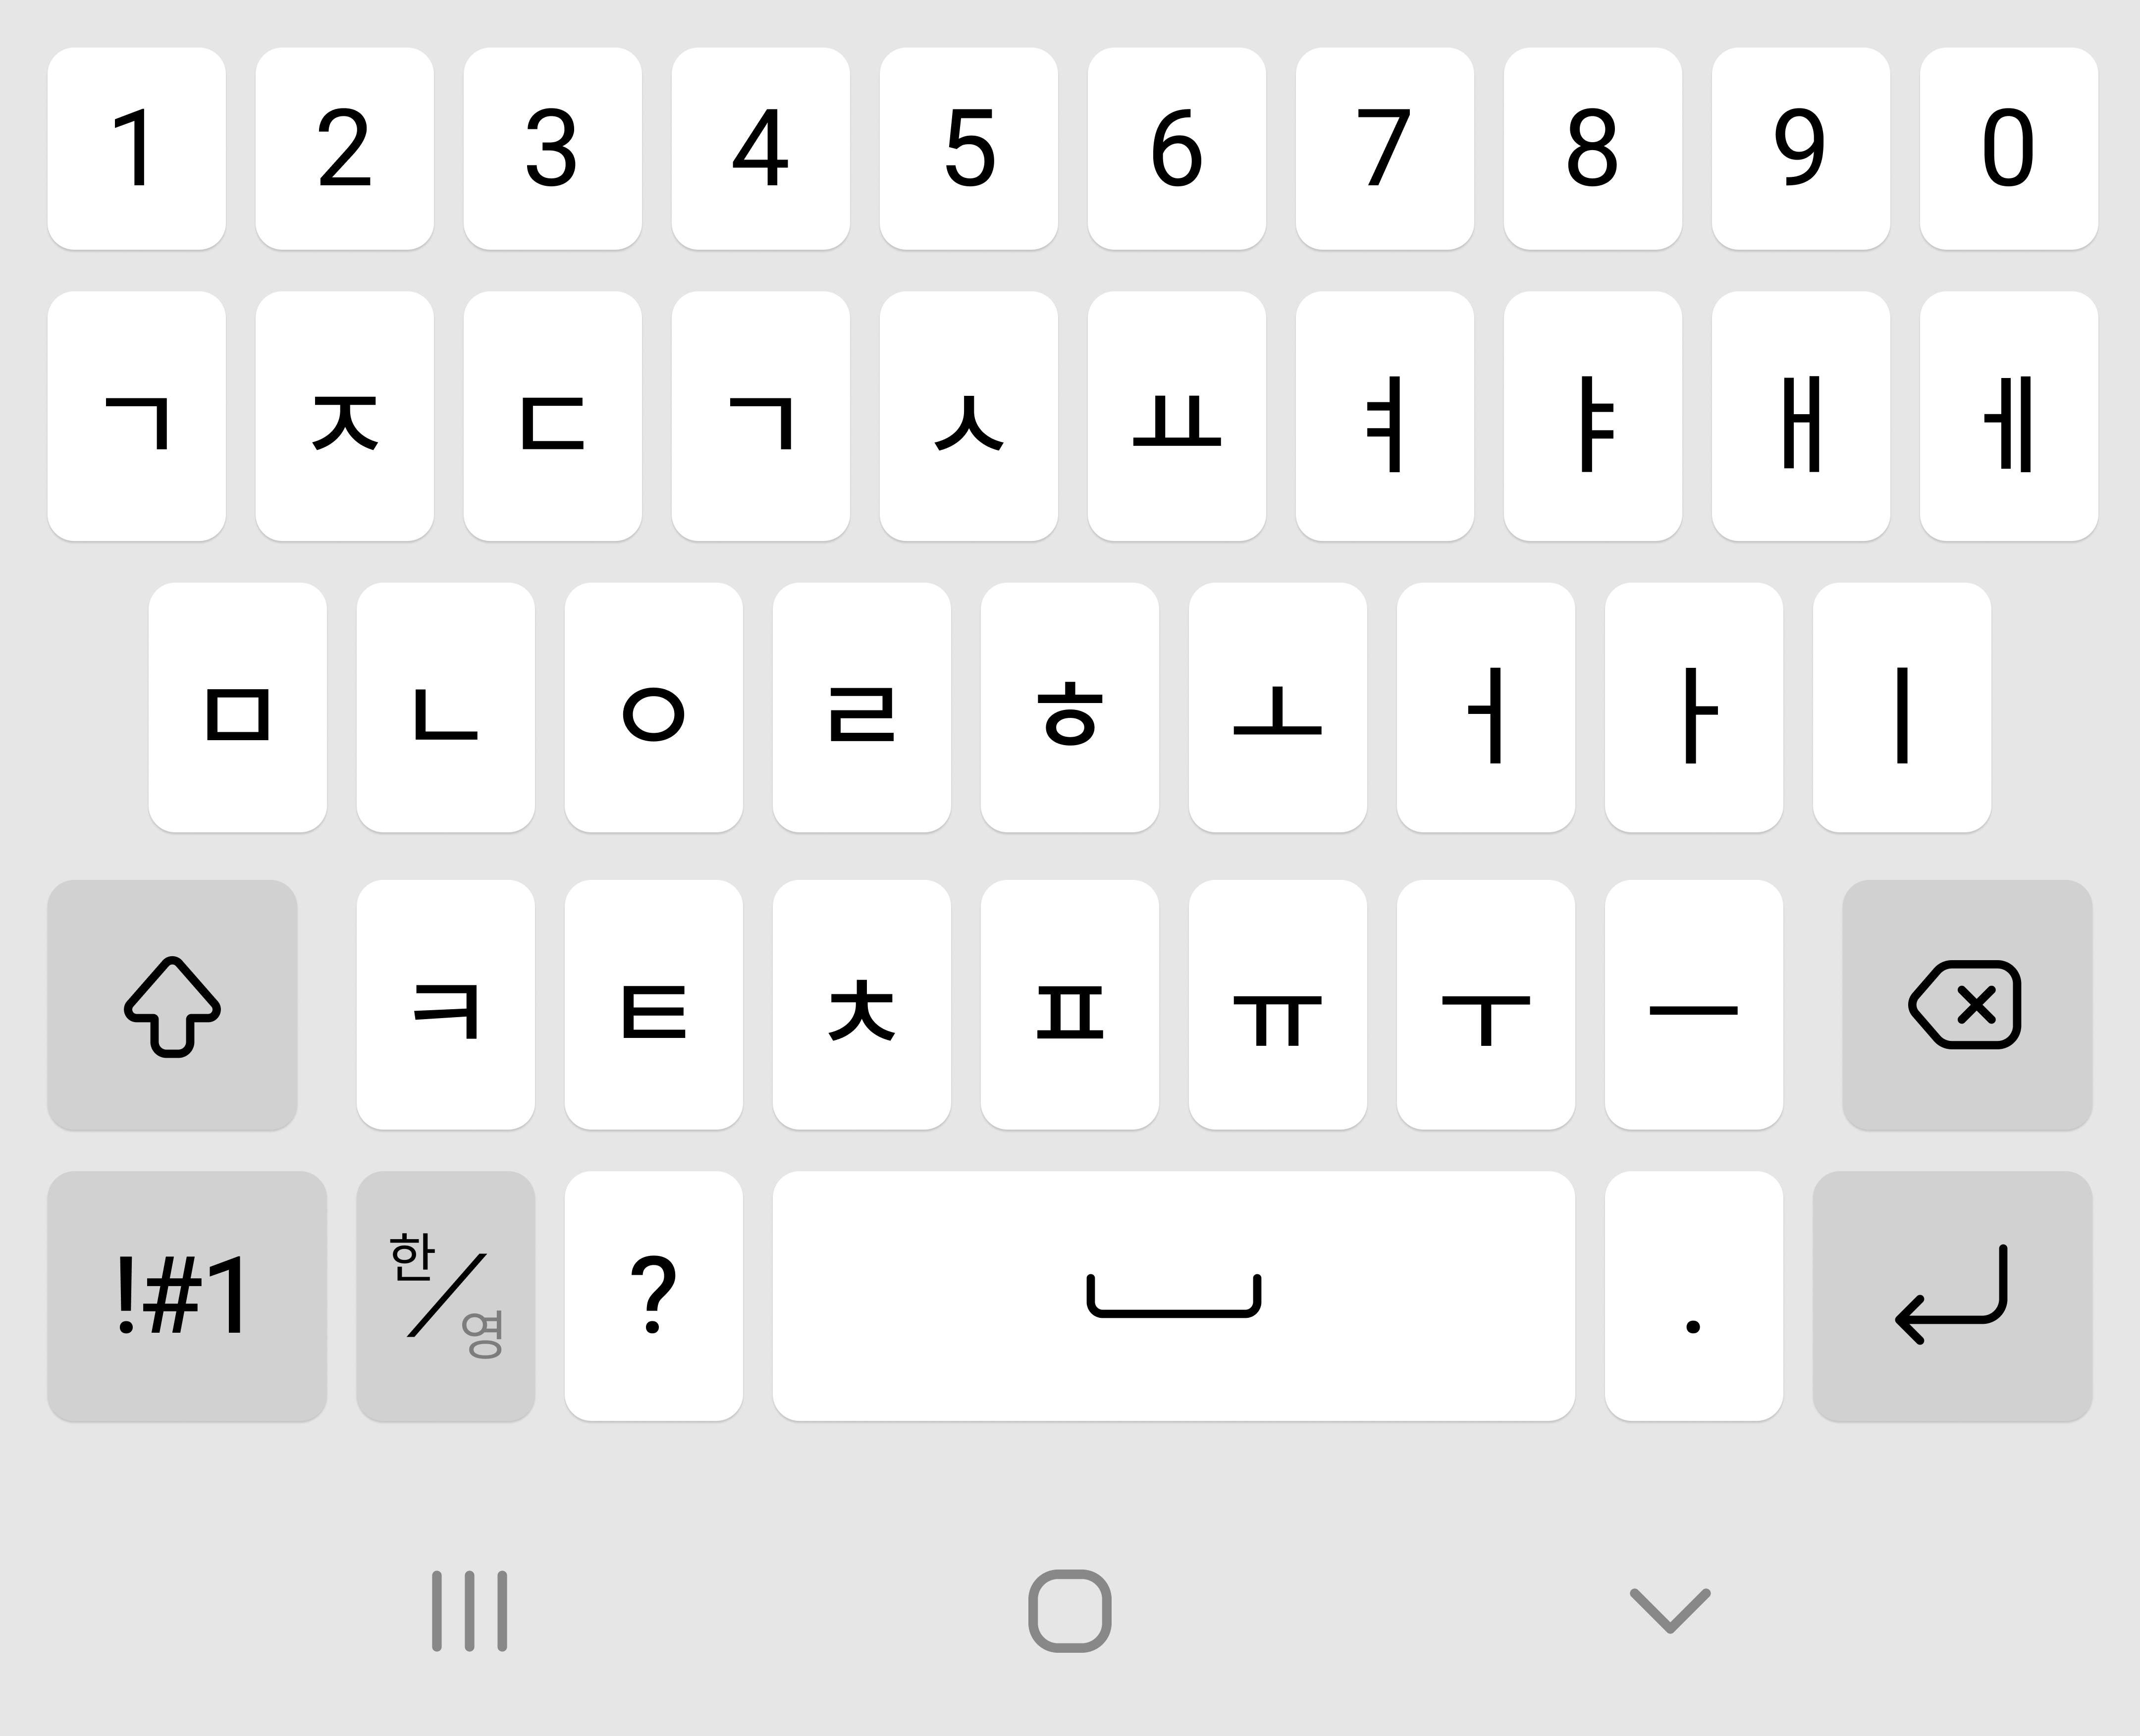 1 2 3 4 5 6 7 8 9 0
ㄱ ㅈ ㄷ ㄱ ㅅ ㅛ ㅕ ㅑ ㅐ ㅔ
ㅁ ㄴ ㅇ ㄹ ㅎ ㅗ ㅓ ㅏ ㅣ
ㅋ ㅌ ㅊ ㅍ ㅠ ㅜ ㅡ
!#1 한/영 ? .